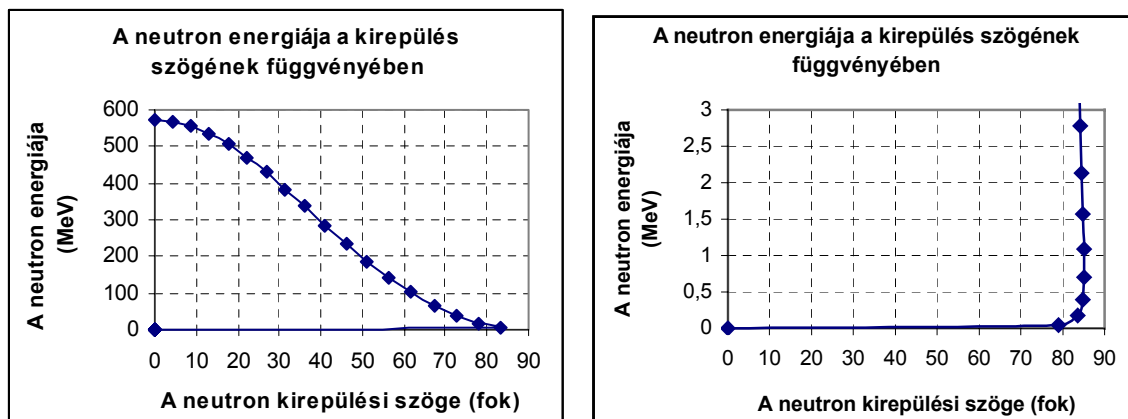 A neutron energiája a kirepülés
szögének függvényében
A neutron energiája
(MeV)
600
500
400
300
200
100
0
0 10 20 30 40 50 60 70 80 90
A neutron kirepülési szöge (fok)
A neutron energiája a kirepülés szögének
függvényében
A neutron energiája
(MeV)
3
2,5
2
1,5
1
0,5
0
0 10 20 30 40 50 60 70 80 90
A neutron kirepülési szöge (fok)